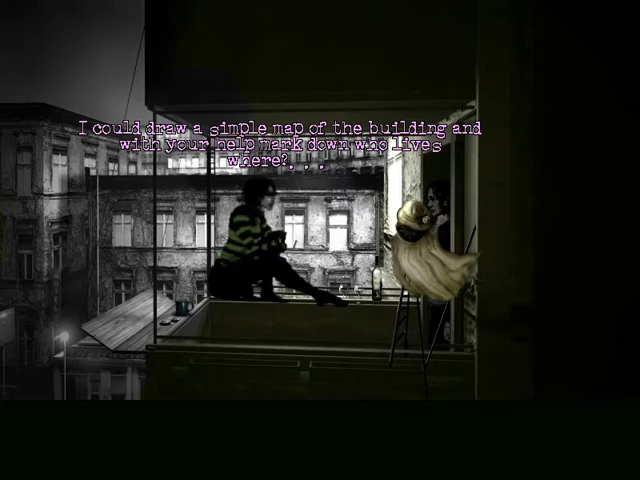 I could draw a simple map of the building and
with your help mark down who lives
where?. . .